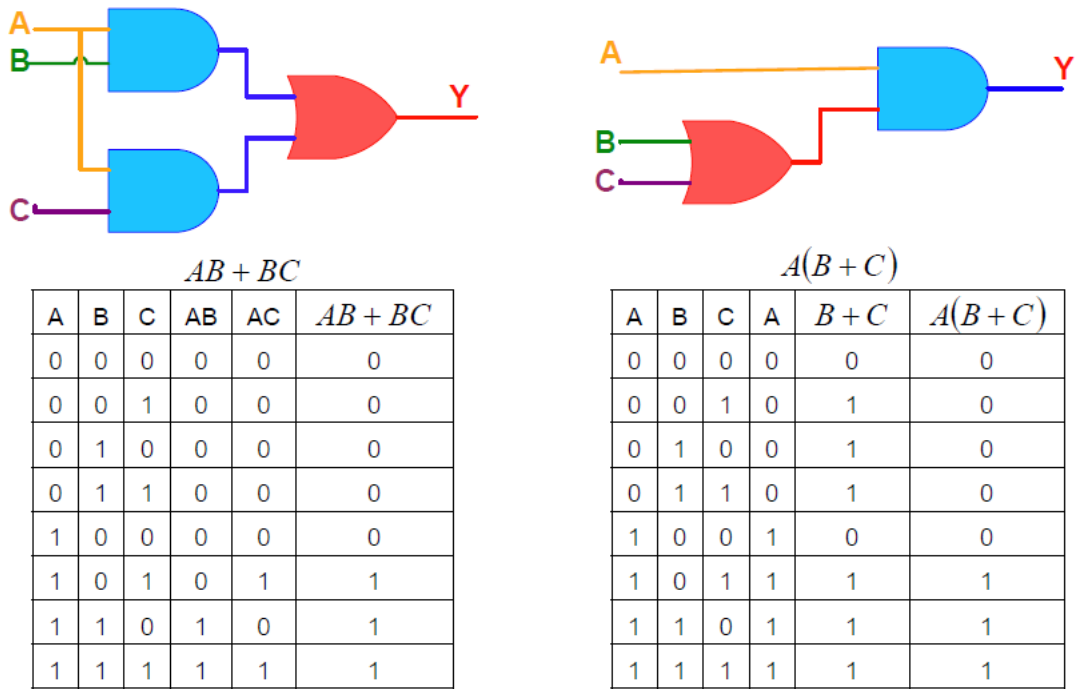 A
B
C
Y
A
B
C
Y
AB + BC
A B C AB AC AB + BC
0 0 0 0 0 0
0 0 1 0 0 0
0 1 0 0 0 0
0 1 1 0 0 0
1 0 0 0 0 0
1 0 1 0 1 1
1 1 0 1 0 1
1 1 1 1 1 1
A(B + C)
A B C A B + C A(B + C)
0 0 0 0 0 0
0 0 1 0 1 0
0 1 0 0 1 0
0 1 1 0 1 0
1 0 0 1 0 0
1 0 1 1 1 1
1 1 0 1 1 1
1 1 1 1 1 1